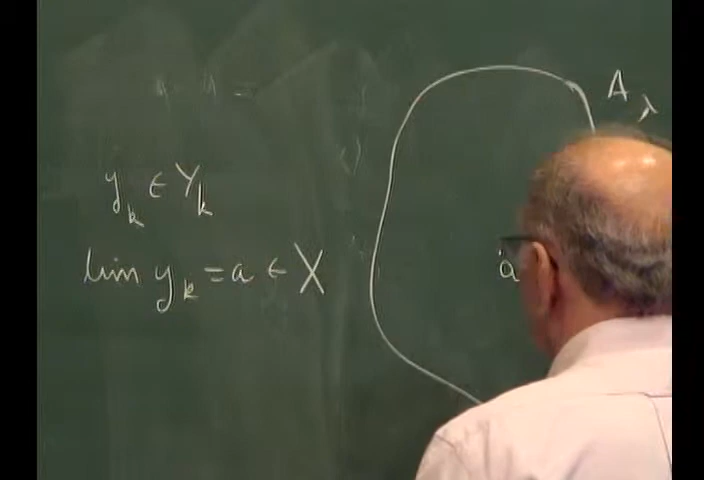 y_k ∈ Y_k
lim y_k = a ∈ X
A_λ
a